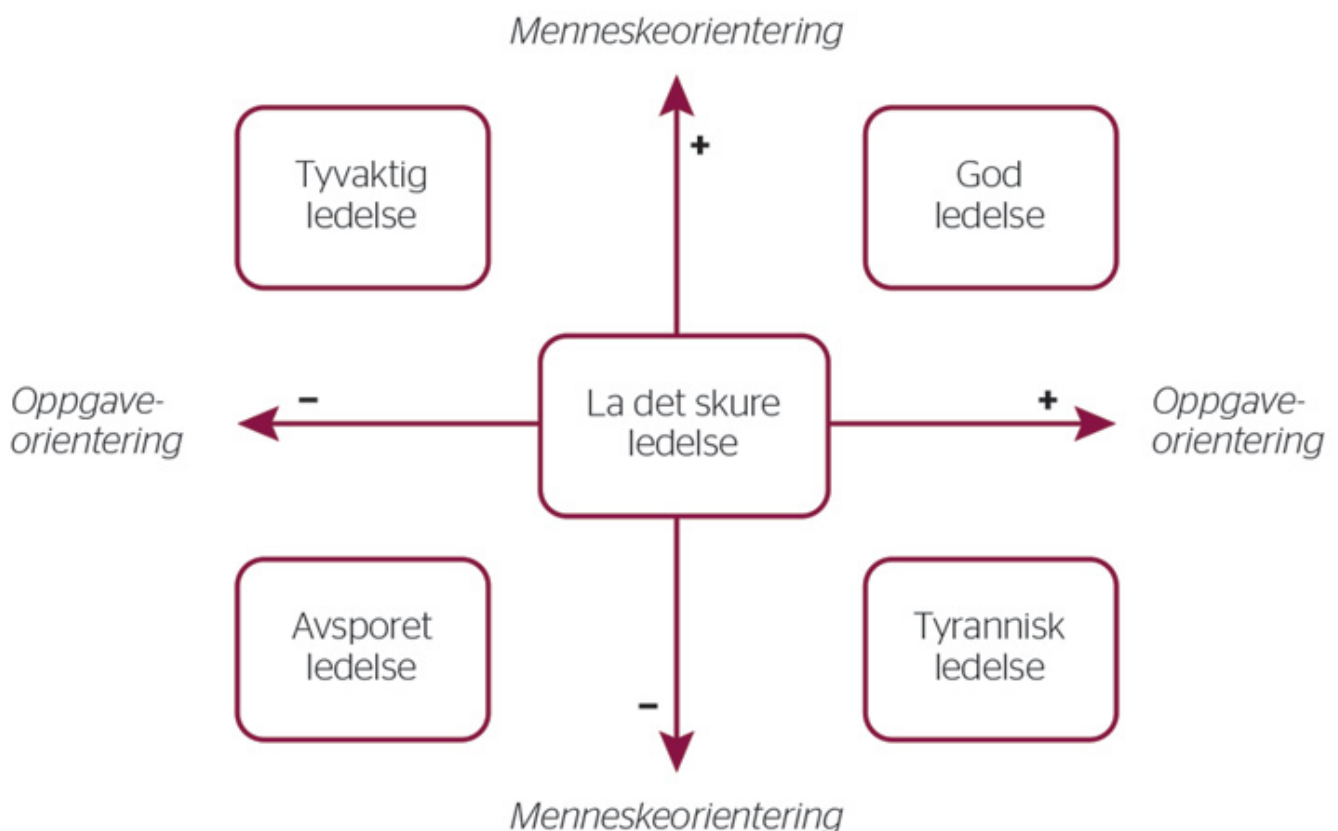 Menneskeorientering
+
Tyvaktig
ledelse
God
ledelse
Oppgave-
orientering
–
La det skure
ledelse
+
Oppgave-
orientering
Avsporet
ledelse
Tyrannisk
ledelse
–
Menneskeorientering